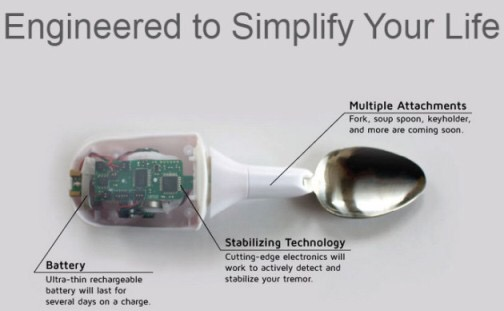 Engineered to Simplify Your Life
Multiple Attachments
Fork, soup spoon, keyholder,
and more are coming soon.
Stabilizing Technology
Cutting-edge electronics will
work to actively detect and
stabilize your tremor.
Battery
Ultra-thin rechargeable
battery will last for
several days on a charge.